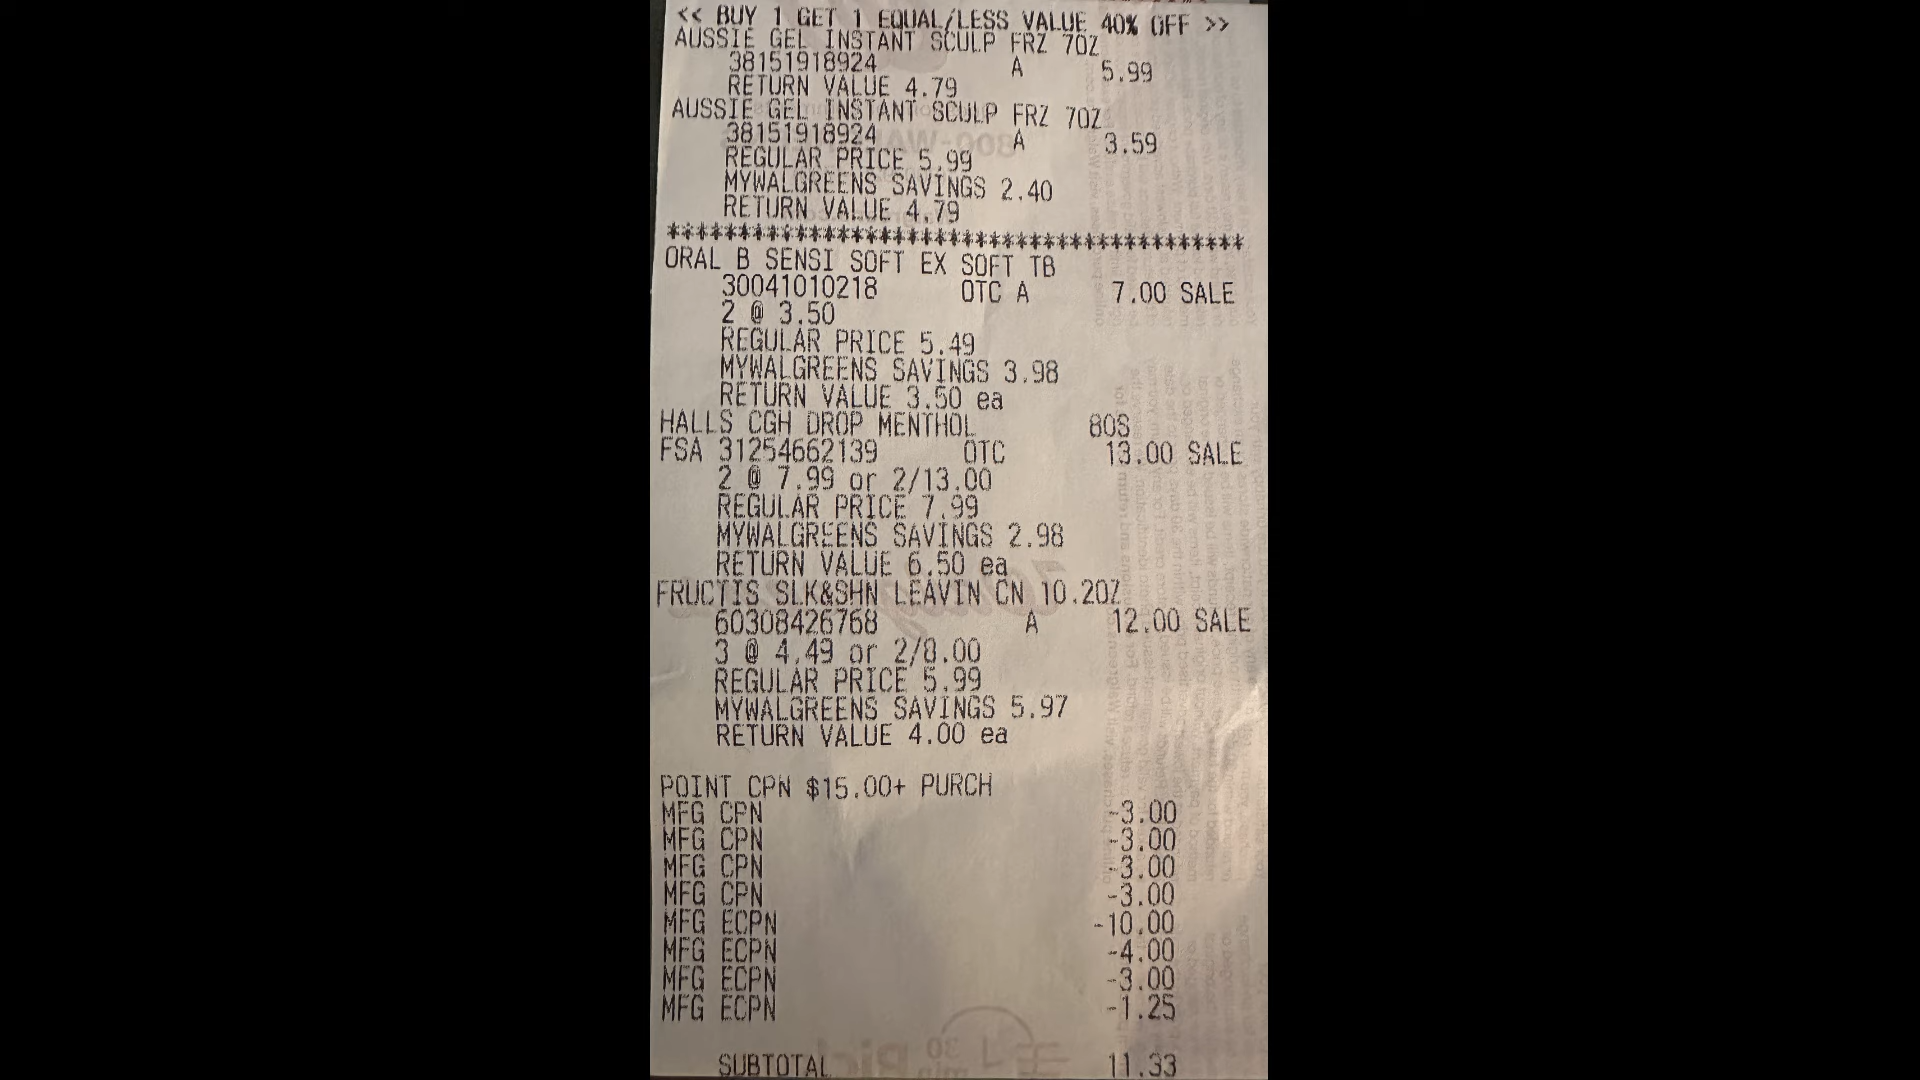 << BUY 1 GET 1 EQUAL/LESS VALUE 40% OFF >>
AUSSIE GEL INSTANT SCULP FRZ 7OZ
38151918924 A 5.99
RETURN VALUE 4.79
AUSSIE GEL INSTANT SCULP FRZ 7OZ
38151918924 A 3.59
REGULAR PRICE 5.99
MYWALGREENS SAVINGS 2.40
RETURN VALUE 4.79
******************************************
ORAL B SENSI SOFT EX SOFT TB
30041010218 OTC A 7.00 SALE
2 @ 3.50
REGULAR PRICE 5.49
MYWALGREENS SAVINGS 3.98
RETURN VALUE 3.50 ea
HALLS CGH DROP MENTHOL 80S
FSA 31254662139 OTC 13.00 SALE
2 @ 7.99 or 2/13.00
REGULAR PRICE 7.99
MYWALGREENS SAVINGS 2.98
RETURN VALUE 6.50 ea
FRUCTIS SLK&SHN LEAVIN CN 10.2OZ
60308426768 A 12.00 SALE
3 @ 4.49 or 2/8.00
REGULAR PRICE 5.99
MYWALGREENS SAVINGS 5.97
RETURN VALUE 4.00 ea
POINT CPN $15.00+ PURCH
MFG CPN -3.00
MFG CPN -3.00
MFG CPN -3.00
MFG CPN -3.00
MFG ECPN -10.00
MFG ECPN -4.00
MFG ECPN -3.00
MFG ECPN -1.25
SUBTOTAL 11.33